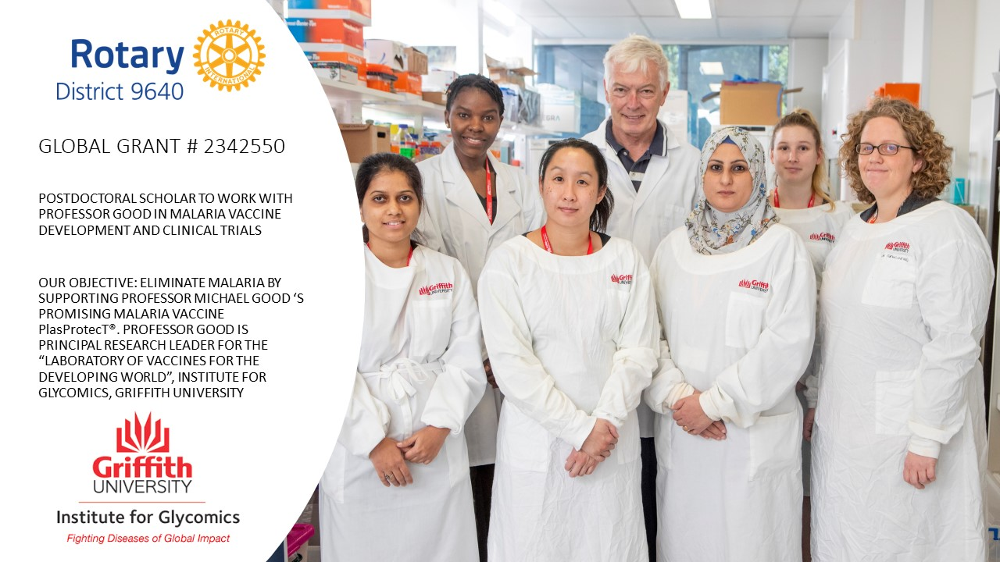 Rotary
District 9640
ROTARY
INTERNATIONAL
GLOBAL GRANT # 2342550
POSTDOCTORAL SCHOLAR TO WORK WITH
PROFESSOR GOOD IN MALARIA VACCINE
DEVELOPMENT AND CLINICAL TRIALS
OUR OBJECTIVE: ELIMINATE MALARIA BY
SUPPORTING PROFESSOR MICHAEL GOOD ‘S
PROMISING MALARIA VACCINE
PlasProtecT®. PROFESSOR GOOD IS
PRINCIPAL RESEARCH LEADER FOR THE
“LABORATORY OF VACCINES FOR THE
DEVELOPING WORLD”, INSTITUTE FOR
GLYCOMICS, GRIFFITH UNIVERSITY
Griffith
UNIVERSITY
Institute for Glycomics
Fighting Diseases of Global Impact
Griffith
UNIVERSITY
Griffith
Griffith
Griffith
UNIVERSITY
Griffith
UNIVERSITY